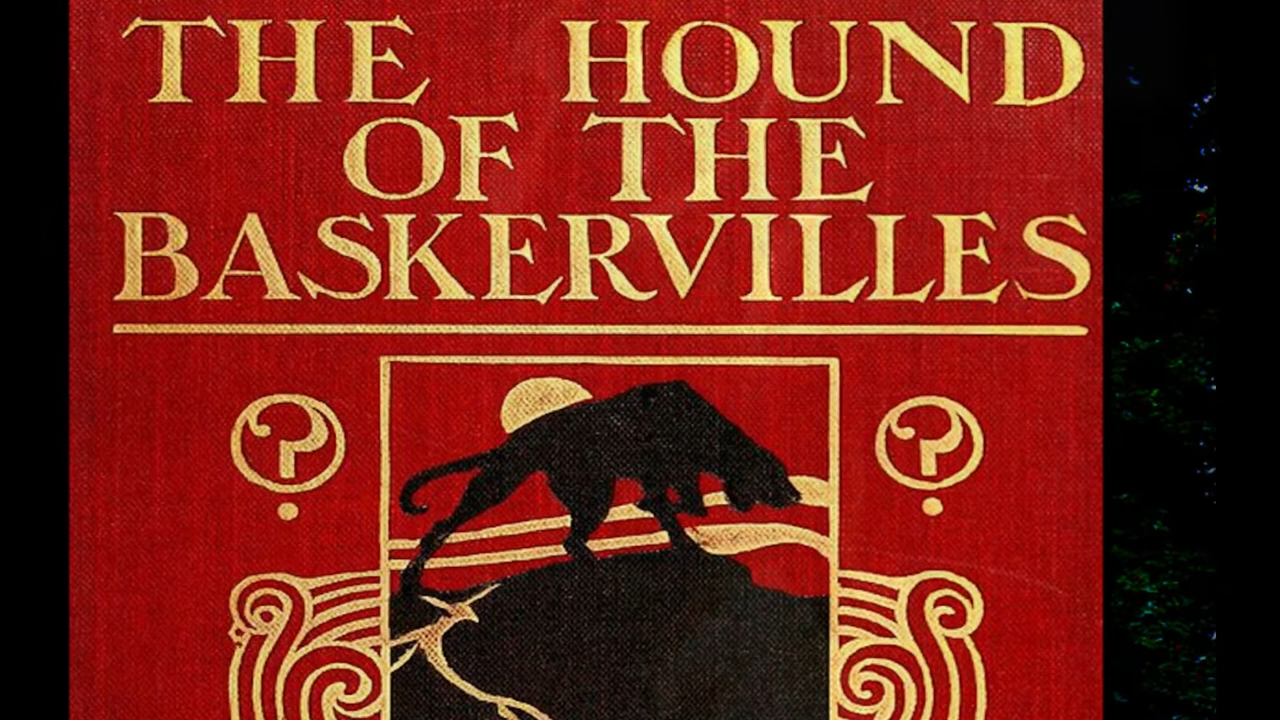 THE HOUND
OF THE
BASKERVILLES
? ?